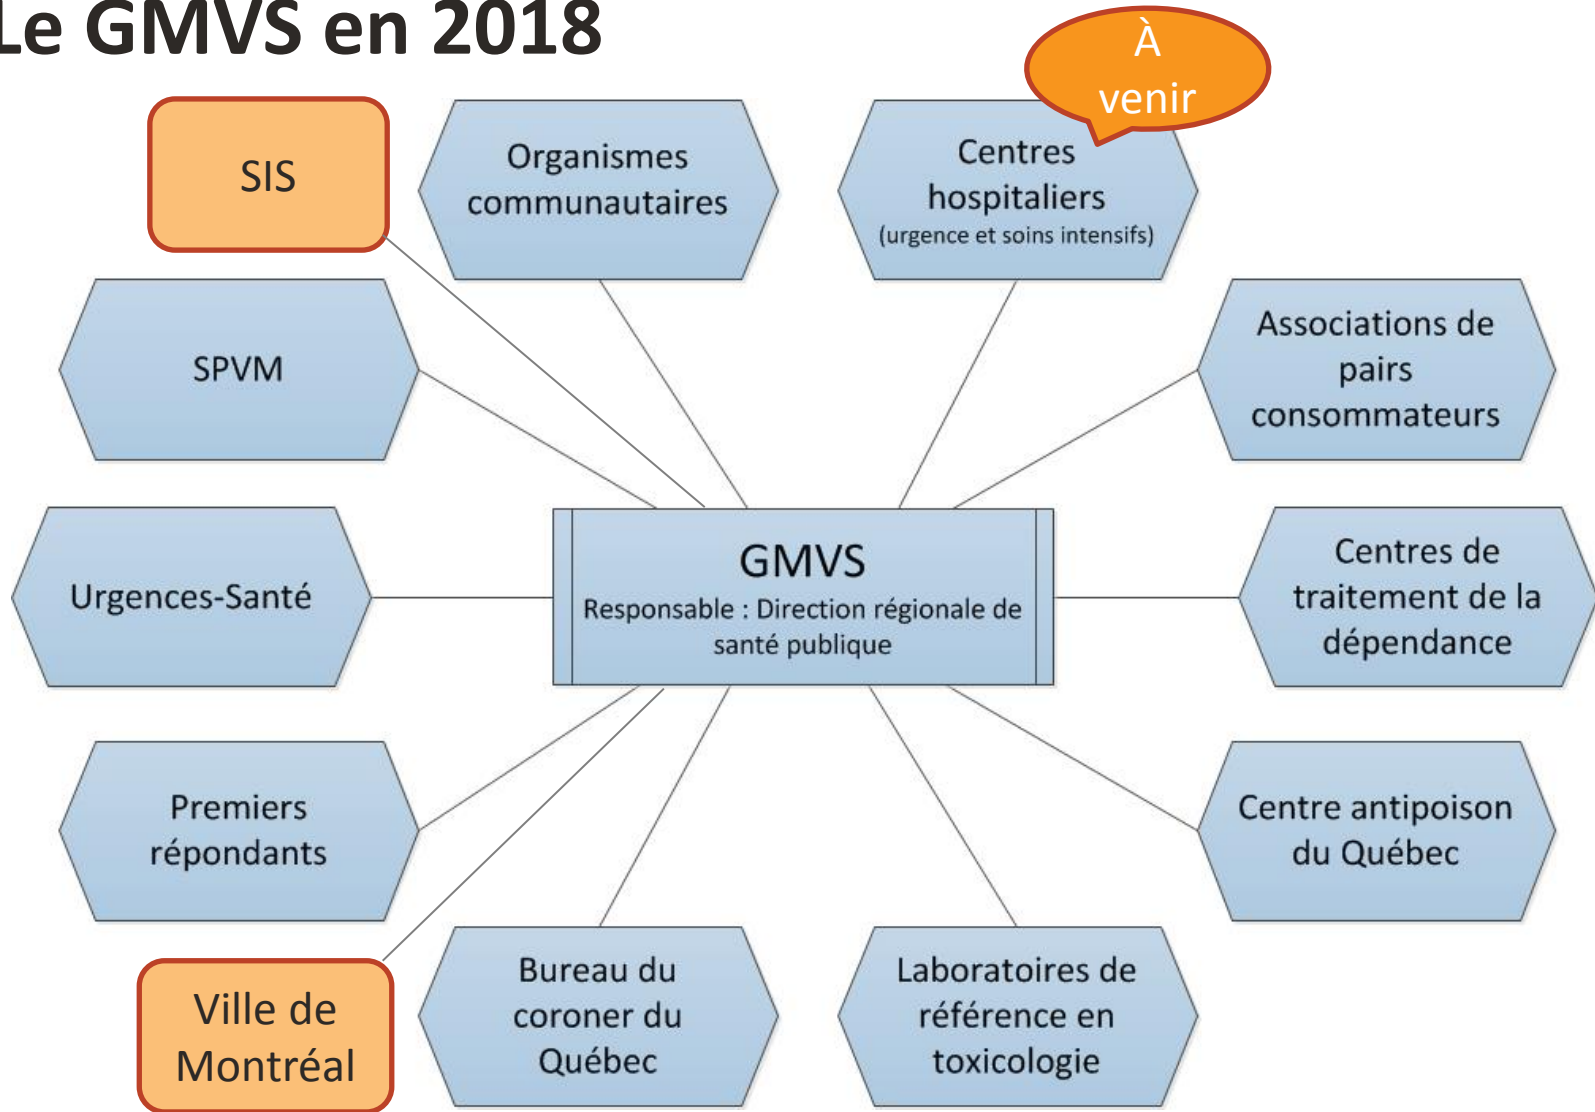 Le GMVS en 2018
À
venir
SIS
Organismes
communautaires
Centres
hospitaliers
(urgence et soins intensifs)
SPVM
Associations de
pairs
consommateurs
Urgences-Santé
GMVS
Responsable : Direction régionale de
santé publique
Centres de
traitement de la
dépendance
Premiers
répondants
Centre antipoison
du Québec
Ville de
Montréal
Bureau du
coroner du
Québec
Laboratoires de
référence en
toxicologie